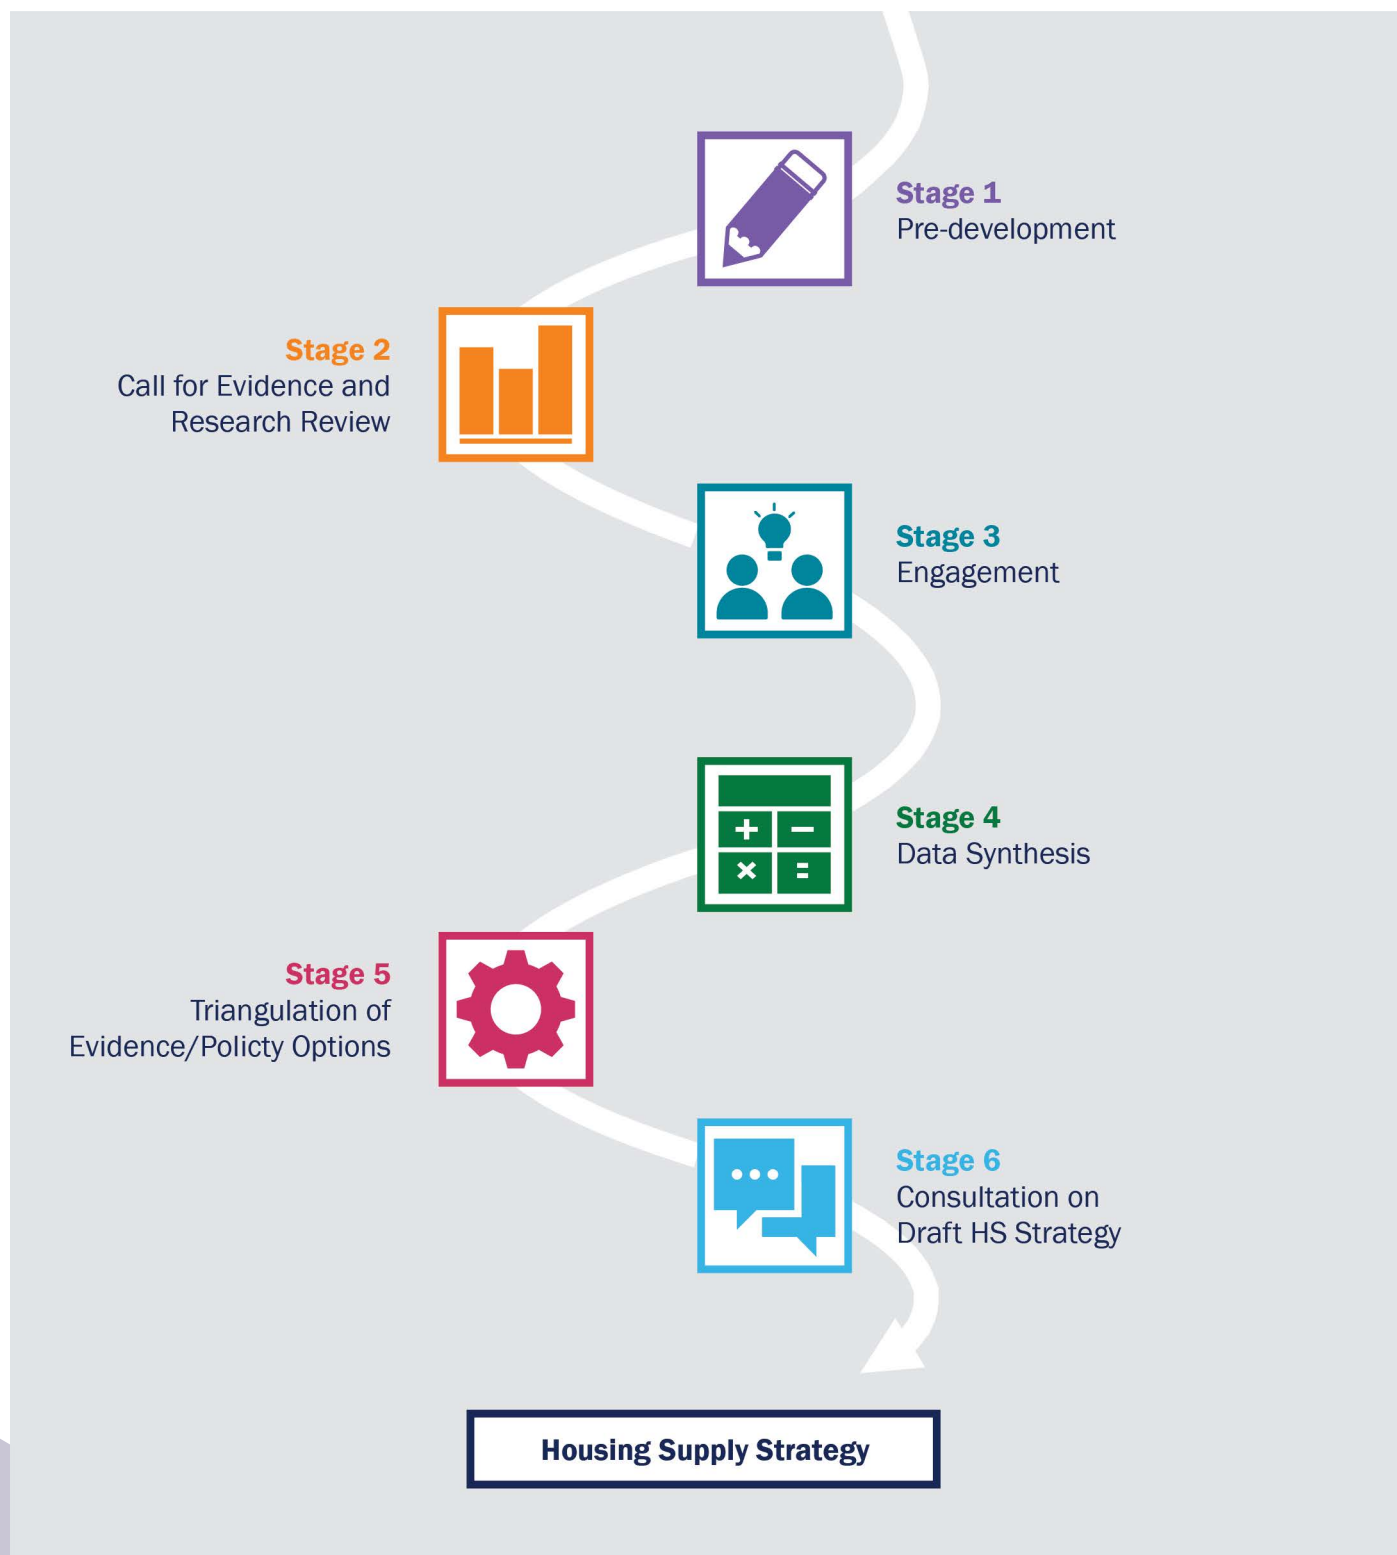 Stage 1
Pre-development
Stage 2
Call for Evidence and
Research Review
Stage 3
Engagement
Stage 4
Data Synthesis
Stage 5
Triangulation of
Evidence/Policty Options
Stage 6
Consultation on
Draft HS Strategy
Housing Supply Strategy